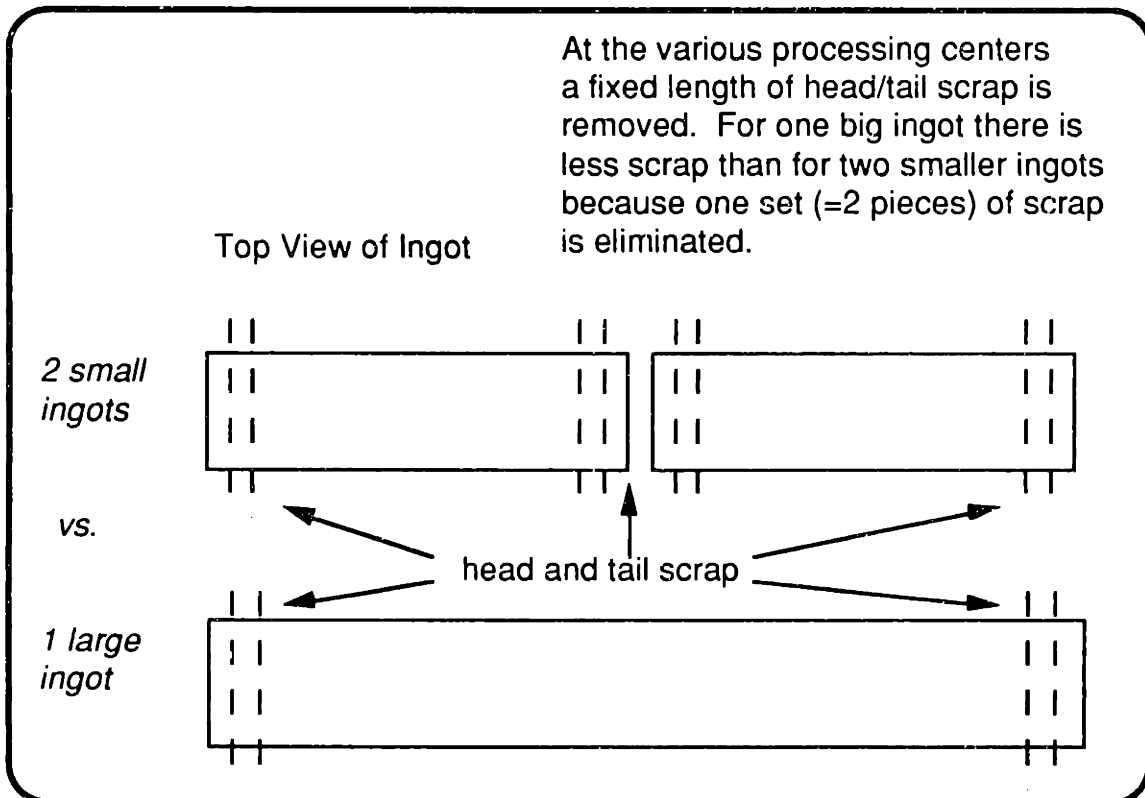 At the various processing centers
a fixed length of head/tail scrap is
removed. For one big ingot there is
less scrap than for two smaller ingots
because one set (=2 pieces) of scrap
is eliminated.
Top View of Ingot
2 small
ingots
vs.
head and tail scrap
1 large
ingot